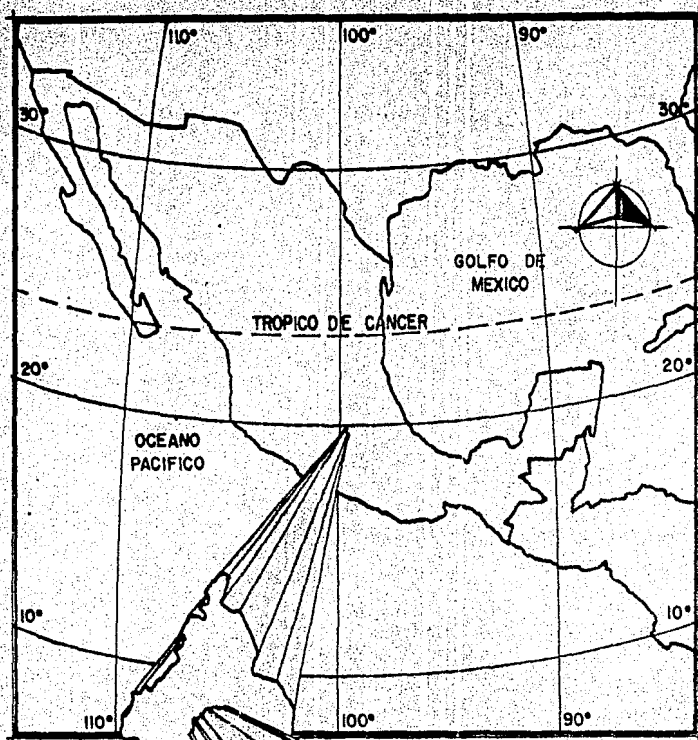 110° 100° 90°
30° 30°
GOLFO DE
MEXICO
TROPICO DE CANCER
20° 20°
OCEANO
PACIFICO
10° 10°
110° 100° 90°